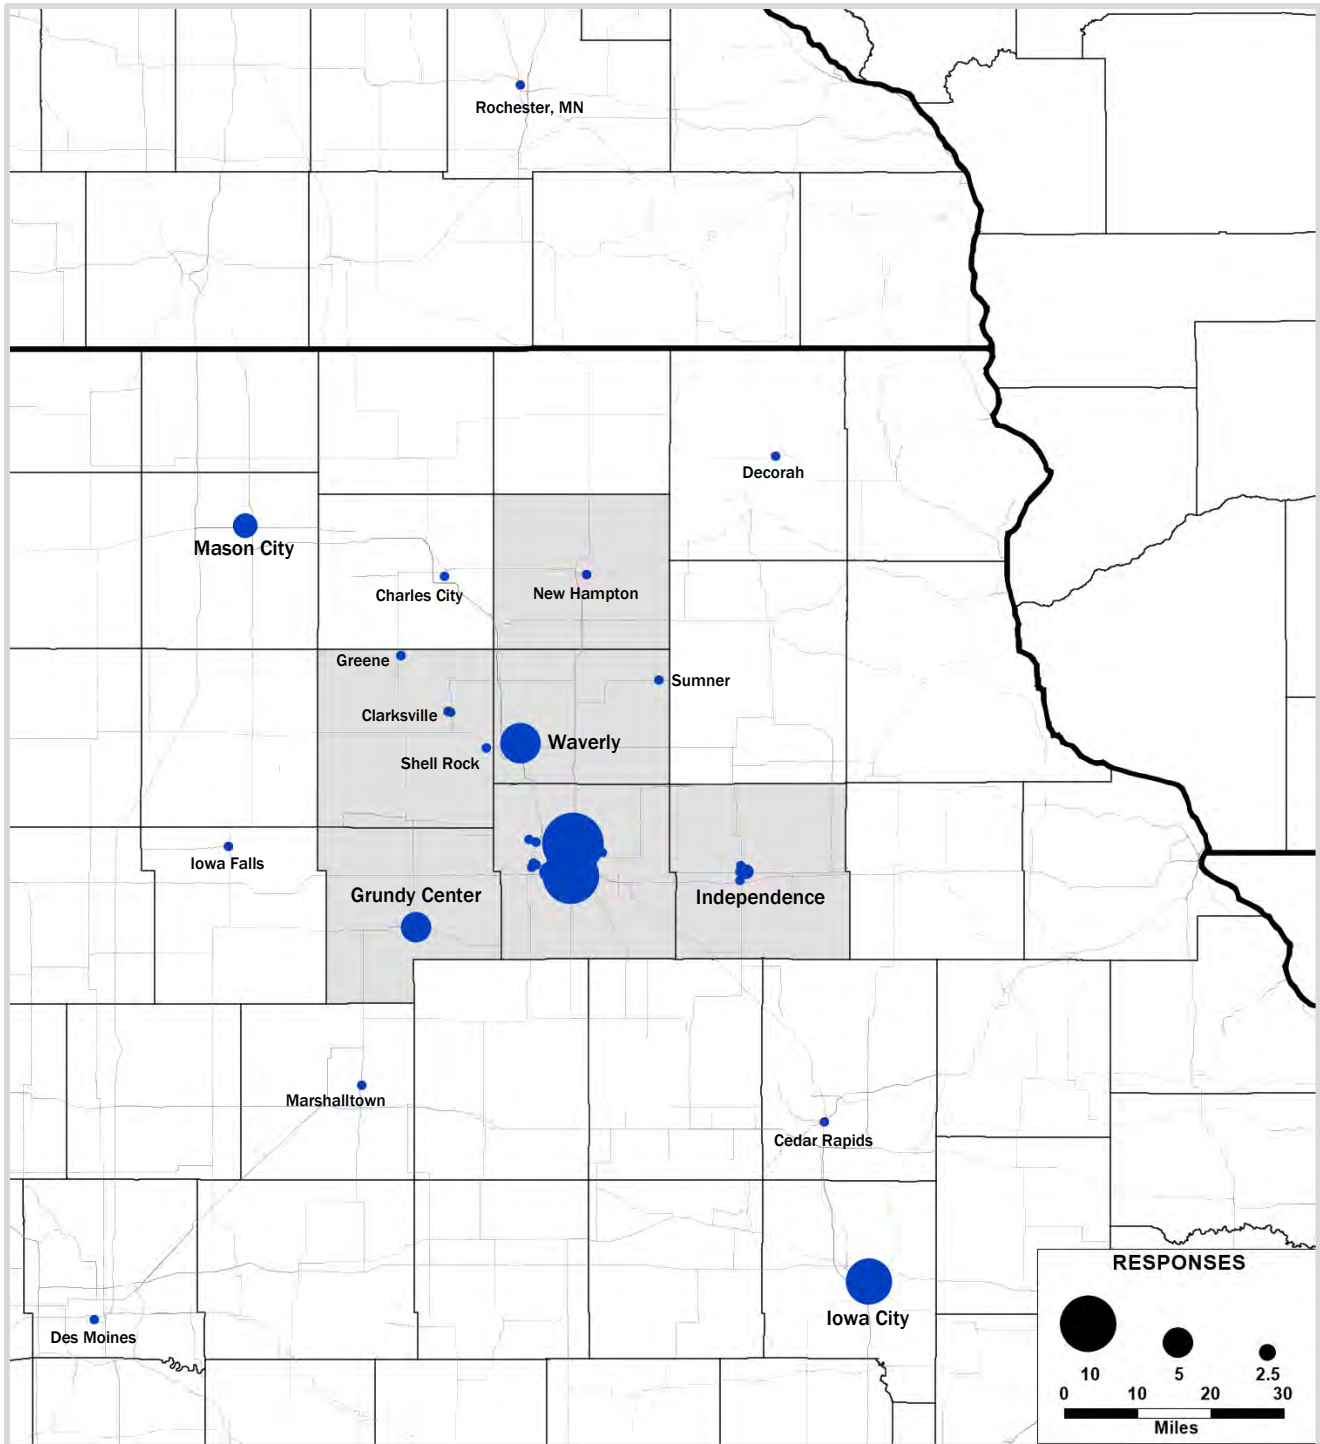 Rochester, MN
Decorah
Mason City
Charles City
New Hampton
Greene
Sumner
Clarksville
Waverly
Shell Rock
Iowa Falls
Grundy Center
Independence
Marshalltown
Cedar Rapids
Iowa City
Des Moines
RESPONSES
10 5 2.5
0 10 20 30
Miles